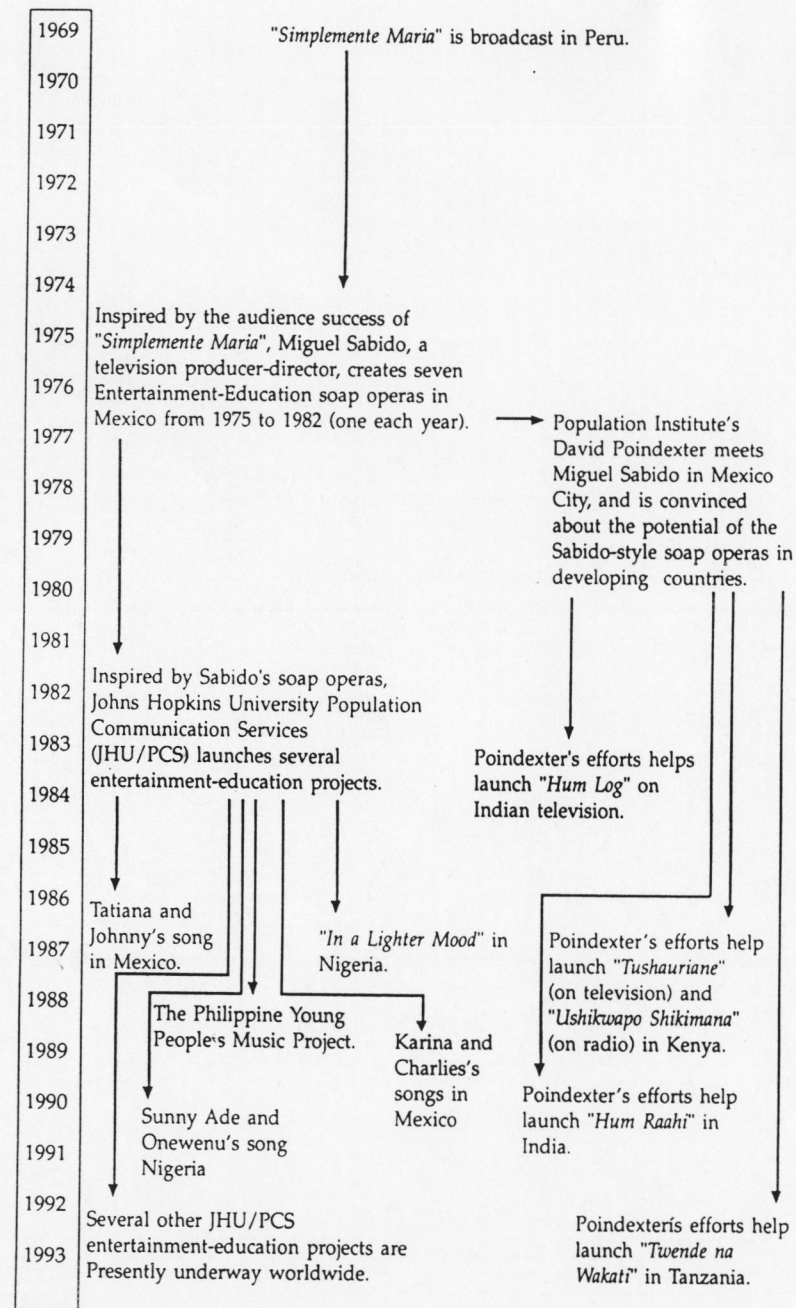 1969
1970
1971
1972
1973
1974
1975
1976
1977
1978
1979
1980
1981
1982
1983
1984
1985
1986
1987
1988
1989
1990
1991
1992
1993
"Simplemente Maria" is broadcast in Peru.
Inspired by the audience success of
"Simplemente Maria", Miguel Sabido, a
television producer-director, creates seven
Entertainment-Education soap operas in
Mexico from 1975 to 1982 (one each year).
Population Institute's
David Poindexter meets
Miguel Sabido in Mexico
City, and is convinced
about the potential of the
Sabido-style soap operas in
developing countries.
Inspired by Sabido's soap operas,
Johns Hopkins University Population
Communication Services
(JHU/PCS) launches several
entertainment-education projects.
Poindexter's efforts helps
launch "Hum Log" on
Indian television.
Tatiana and
Johnny's song
in Mexico.
"In a Lighter Mood" in
Nigeria.
Poindexter's efforts help
launch "Tushauriane"
(on television) and
"Ushikwapo Shikimana"
(on radio) in Kenya.
The Philippine Young
People's Music Project.
Karina and
Charlies's
songs in
Mexico
Poindexter's efforts help
launch "Hum Raahi" in
India.
Sunny Ade and
Onewenu's song
Nigeria
Several other JHU/PCS
entertainment-education projects are
Presently underway worldwide.
Poindexterís efforts help
launch "Twende na
Wakati" in Tanzania.